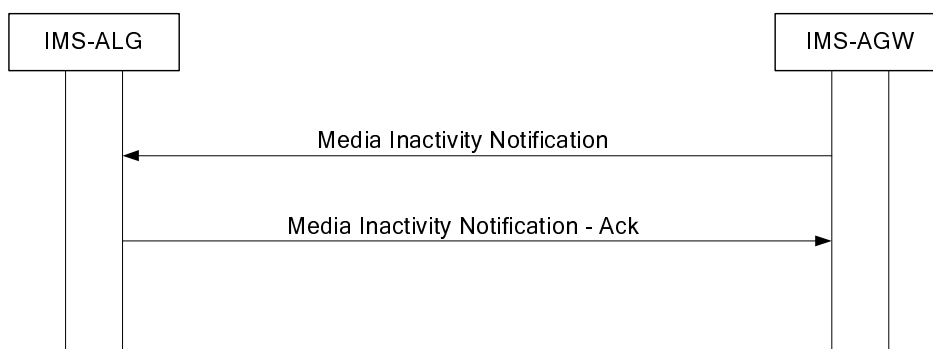 IMS-ALG
IMS-AGW
Media Inactivity Notification
Media Inactivity Notification - Ack